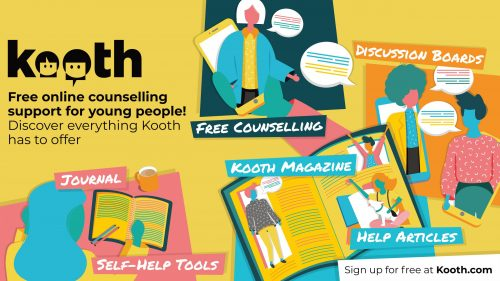 kooth
Free online counselling
support for young people!
Discover everything Kooth
has to offer
Free Counselling
Discussion Boards
Journal
Kooth Magazine
Help Articles
Self-Help Tools
Sign up for free at Kooth.com